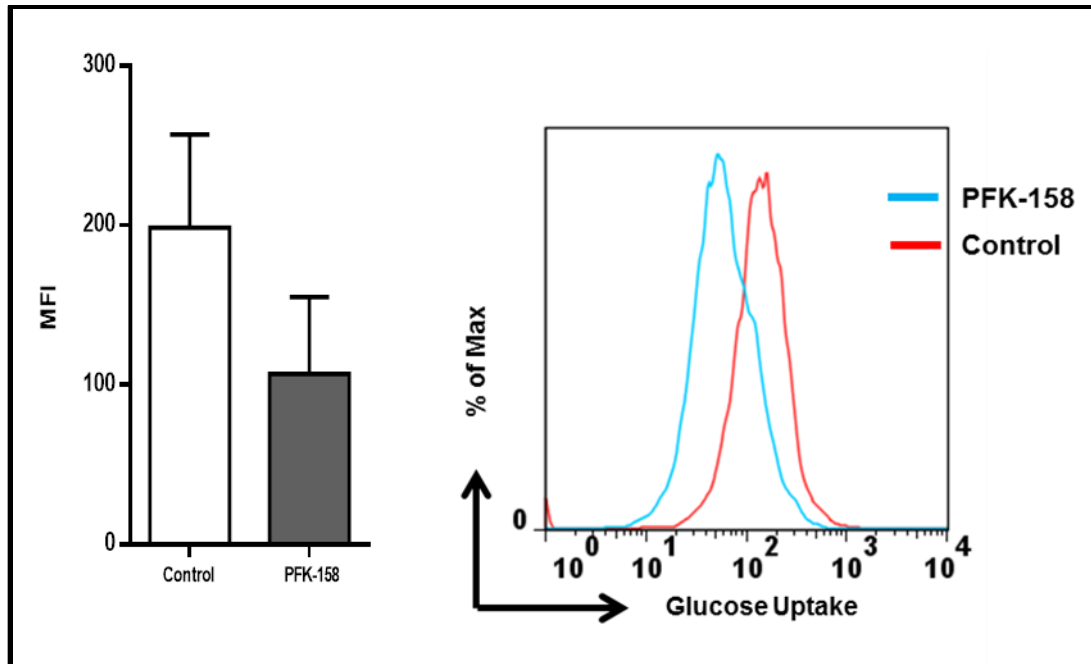 300
200
100
0
MFI
Control PFK-158
% of Max
0
10^0 10^1 10^2 10^3 10^4
Glucose Uptake
PFK-158
Control